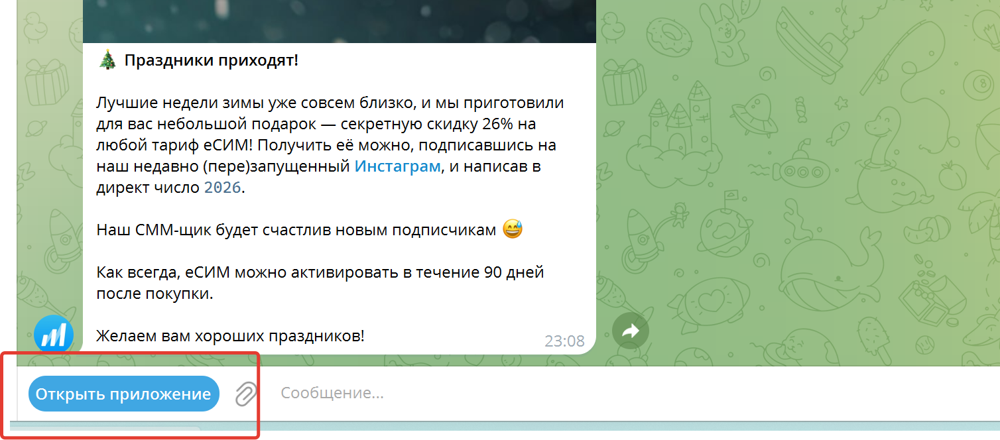 🎄 Праздники приходят!
Лучшие недели зимы уже совсем близко, и мы приготовили
для вас небольшой подарок — секретную скидку 26% на
любой тариф еСИМ! Получить её можно, подписавшись на
наш недавно (пере)запущенный Инстаграм, и написав в
директ число 2026.
Наш СММ-щик будет счастлив новым подписчикам 😅
Как всегда, еСИМ можно активировать в течение 90 дней
после покупки.
Желаем вам хороших праздников!
23:08
Открыть приложение
Сообщение...